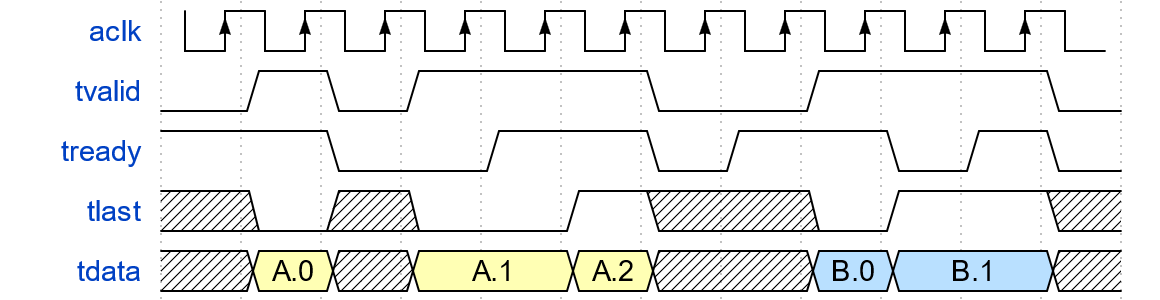 aclk
tvalid
tready
tlast
tdata A.0 A.1 A.2 B.0 B.1